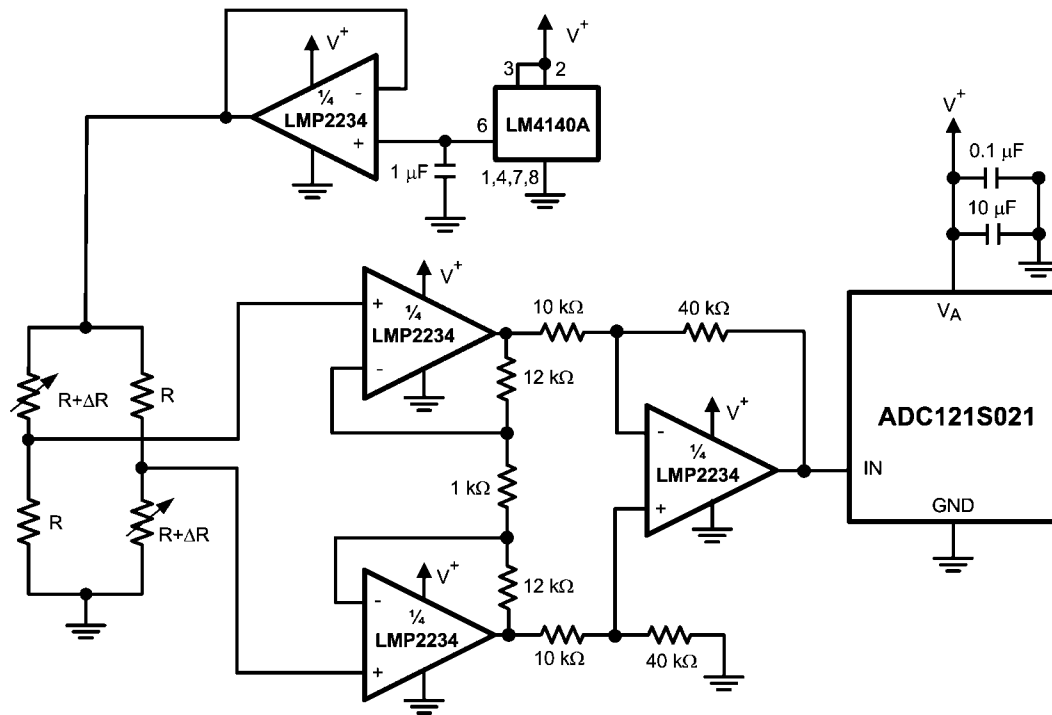 V+
V+
3
2
¼
-
LMP2234
+
6
LM4140A
1 µF
1,4,7,8
V+
0.1 µF
10 µF
V+
+
¼
LMP2234
-
10 kΩ
40 kΩ
VA
R+ΔR
R
12 kΩ
V+
-
¼
LMP2234
+
ADC121S021
IN
1 kΩ
GND
R
R+ΔR
V+
-
¼
LMP2234
+
12 kΩ
10 kΩ
40 kΩ